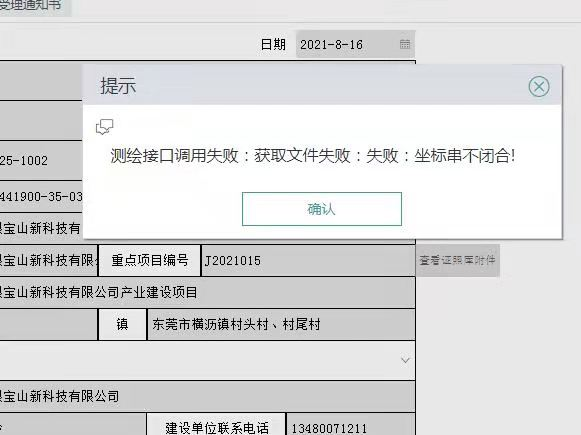 受理通知书
日期 2021-8-16
提示
测绘接口调用失败：获取文件失败：失败：坐标串不闭合!
确认
25-1002
441900-35-03
宝山新科技有
宝山新科技有限 重点项目编号 J2021015 查看证照库附件
宝山新科技有限公司产业建设项目
镇 东莞市横沥镇村头村、村尾村
宝山新科技有限公司
建设单位联系电话 13480071211